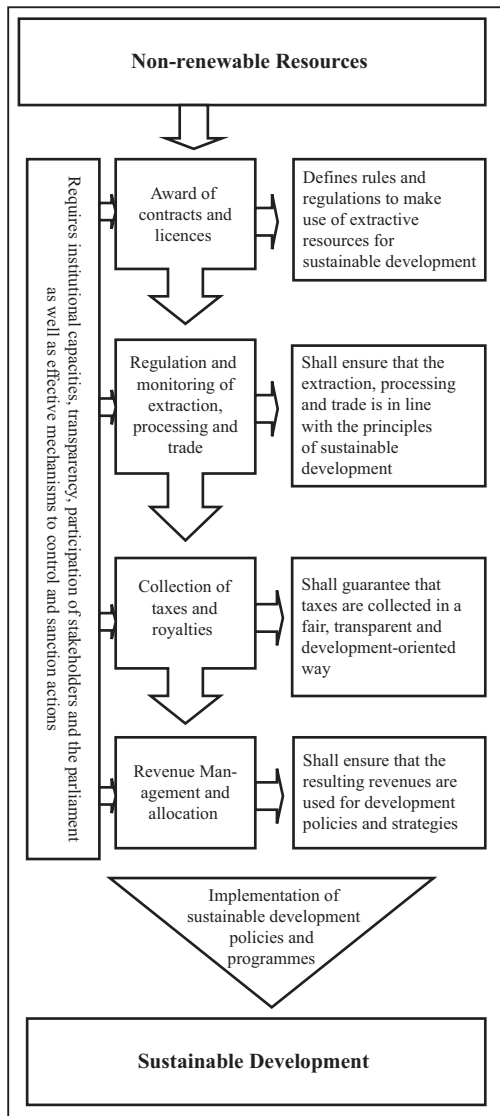 Non-renewable Resources
Requires institutional capacities, transparency, participation of stakeholders and the parliament
as well as effective mechanisms to control and sanction actions
Award of
contracts and
licences
Defines rules and
regulations to make
use of extractive
resources for
sustainable development
Regulation and
monitoring of
extraction,
processing and
trade
Shall ensure that the
extraction, processing
and trade is in line
with the principles
of sustainable
development
Collection of
taxes and
royalties
Shall guarantee that
taxes are collected in a
fair, transparent and
development-oriented
way
Revenue Man-
agement and
allocation
Shall ensure that the
resulting revenues are
used for development
policies and strategies
Implementation of
sustainable development
policies and
programmes
Sustainable Development